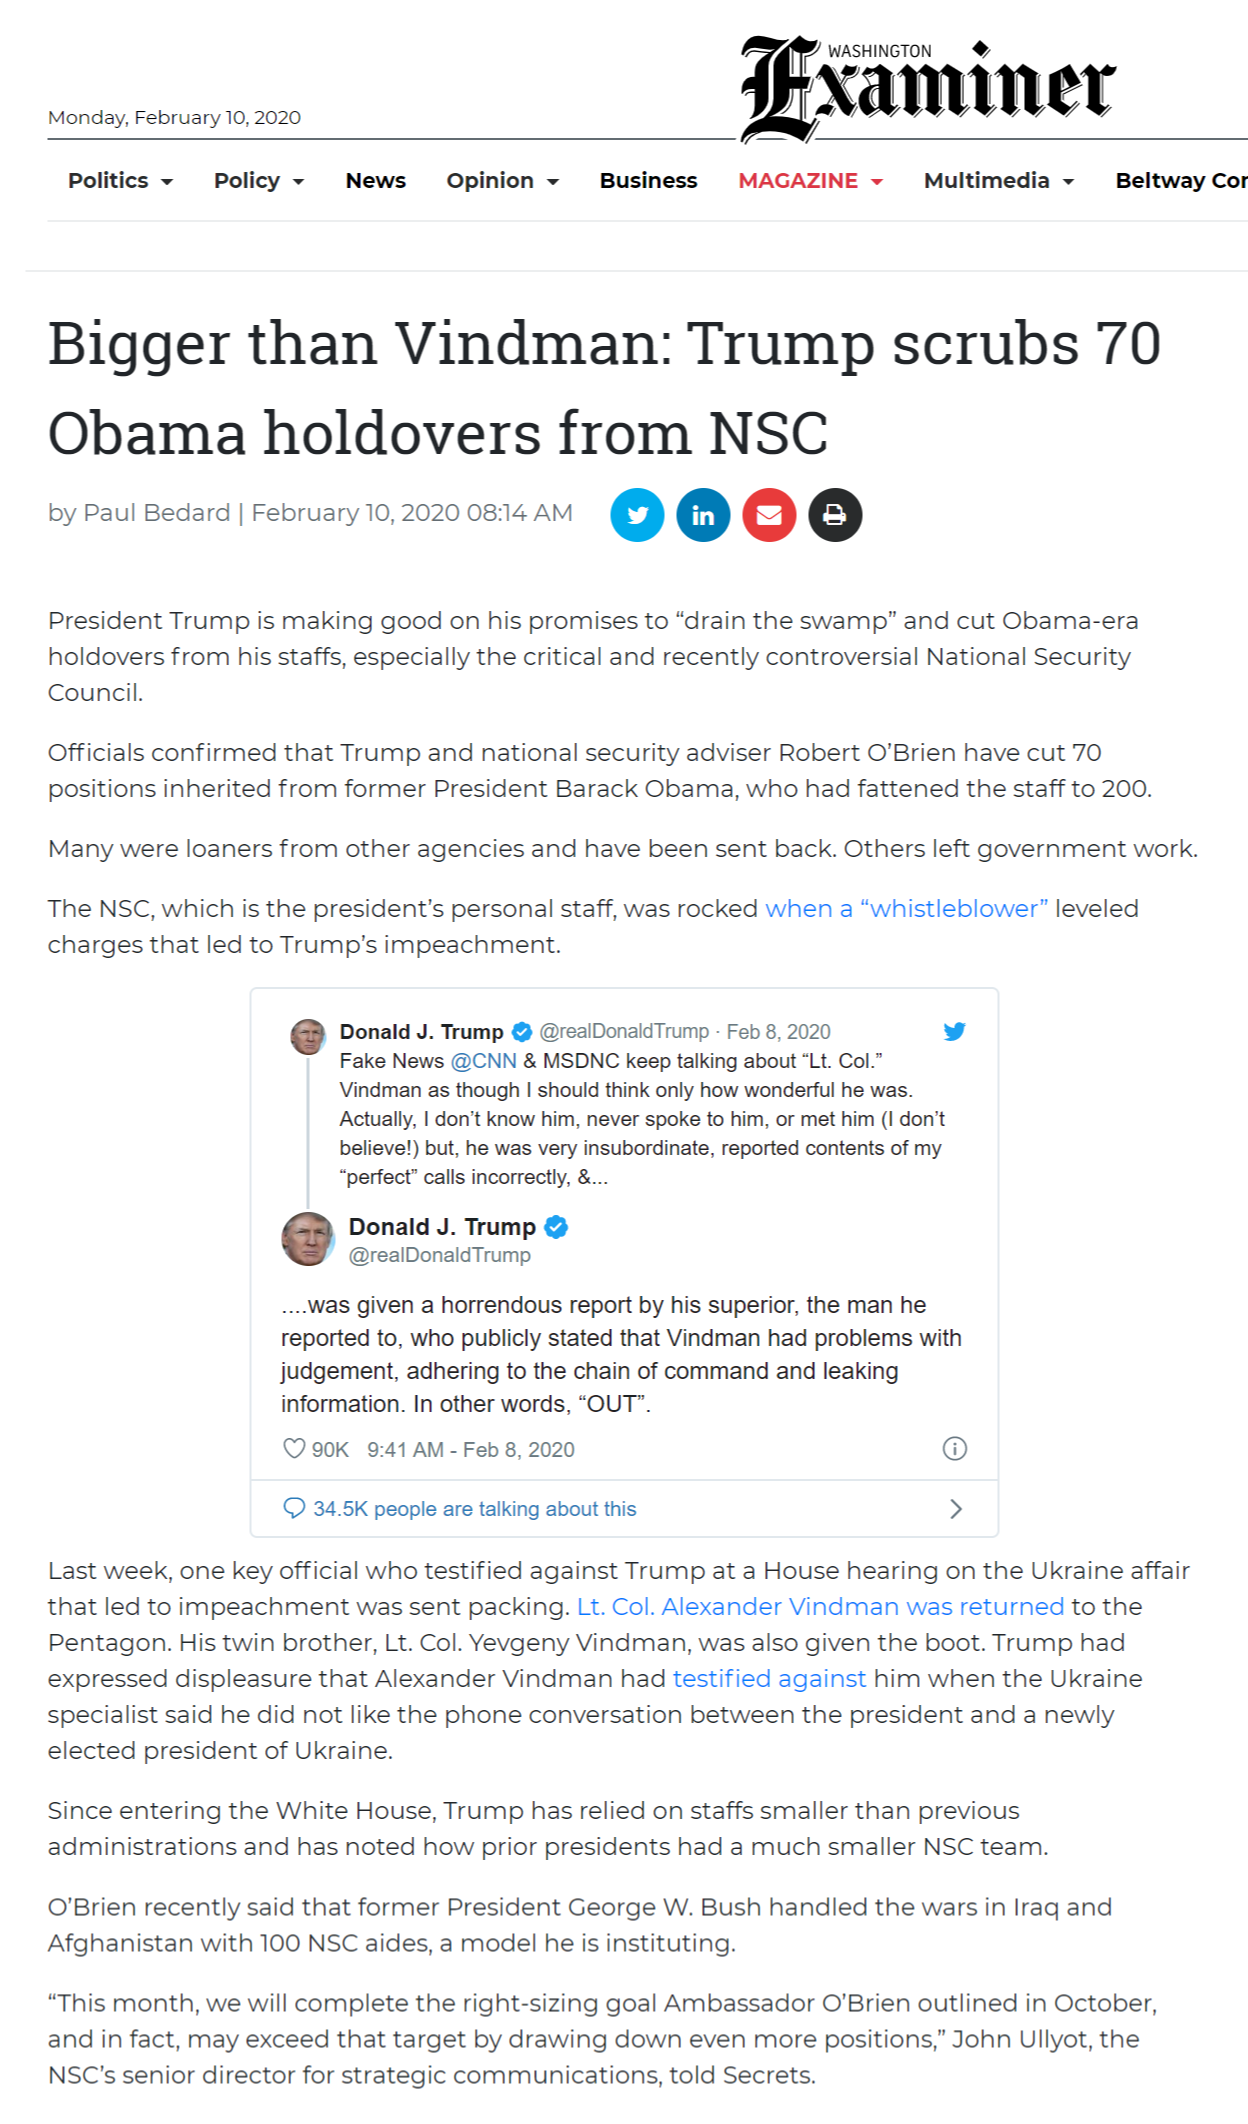 WASHINGTON
Examiner
Monday, February 10, 2020
Politics Policy News Opinion Business MAGAZINE Multimedia Beltway Cor
Bigger than Vindman: Trump scrubs 70
Obama holdovers from NSC
by Paul Bedard | February 10, 2020 08:14 AM
in
President Trump is making good on his promises to “drain the swamp” and cut Obama-era
holdovers from his staffs, especially the critical and recently controversial National Security
Council.
Officials confirmed that Trump and national security adviser Robert O’Brien have cut 70
positions inherited from former President Barack Obama, who had fattened the staff to 200.
Many were loaners from other agencies and have been sent back. Others left government work.
The NSC, which is the president’s personal staff, was rocked when a “whistleblower” leveled
charges that led to Trump’s impeachment.
Donald J. Trump @realDonaldTrump · Feb 8, 2020
Fake News @CNN & MSDNC keep talking about “Lt. Col.”
Vindman as though I should think only how wonderful he was.
Actually, I don’t know him, never spoke to him, or met him (I don’t
believe!) but, he was very insubordinate, reported contents of my
“perfect” calls incorrectly, &...
Donald J. Trump
@realDonaldTrump
....was given a horrendous report by his superior, the man he
reported to, who publicly stated that Vindman had problems with
judgement, adhering to the chain of command and leaking
information. In other words, “OUT”.
90K 9:41 AM - Feb 8, 2020
34.5K people are talking about this
Last week, one key official who testified against Trump at a House hearing on the Ukraine affair
that led to impeachment was sent packing. Lt. Col. Alexander Vindman was returned to the
Pentagon. His twin brother, Lt. Col. Yevgeny Vindman, was also given the boot. Trump had
expressed displeasure that Alexander Vindman had testified against him when the Ukraine
specialist said he did not like the phone conversation between the president and a newly
elected president of Ukraine.
Since entering the White House, Trump has relied on staffs smaller than previous
administrations and has noted how prior presidents had a much smaller NSC team.
O’Brien recently said that former President George W. Bush handled the wars in Iraq and
Afghanistan with 100 NSC aides, a model he is instituting.
“This month, we will complete the right-sizing goal Ambassador O’Brien outlined in October,
and in fact, may exceed that target by drawing down even more positions,” John Ullyot, the
NSC’s senior director for strategic communications, told Secrets.